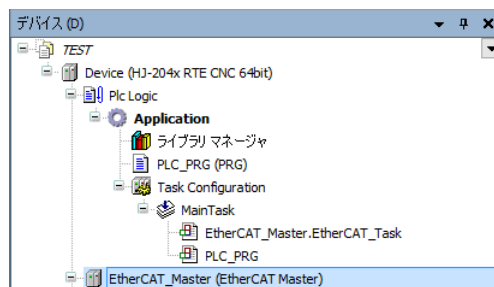 デバイス (D)
TEST
Device (HJ-204x RTE CNC 64bit)
Plc Logic
Application
ライブラリ マネージャ
PLC_PRG (PRG)
Task Configuration
MainTask
EtherCAT_Master.EtherCAT_Task
PLC_PRG
EtherCAT_Master (EtherCAT Master)